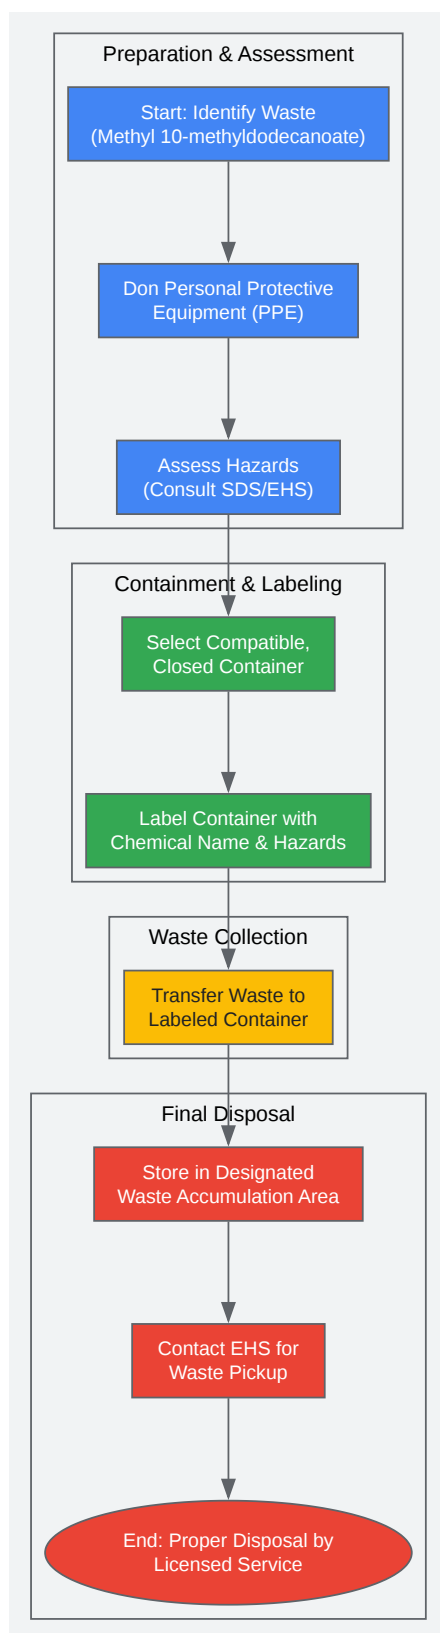 Preparation & Assessment
Start: Identify Waste
(Methyl 10-methyldodecanoate)
Don Personal Protective
Equipment (PPE)
Assess Hazards
(Consult SDS/EHS)
Containment & Labeling
Select Compatible,
Closed Container
Label Container with
Chemical Name & Hazards
Waste Collection
Transfer Waste to
Labeled Container
Final Disposal
Store in Designated
Waste Accumulation Area
Contact EHS for
Waste Pickup
End: Proper Disposal by
Licensed Service